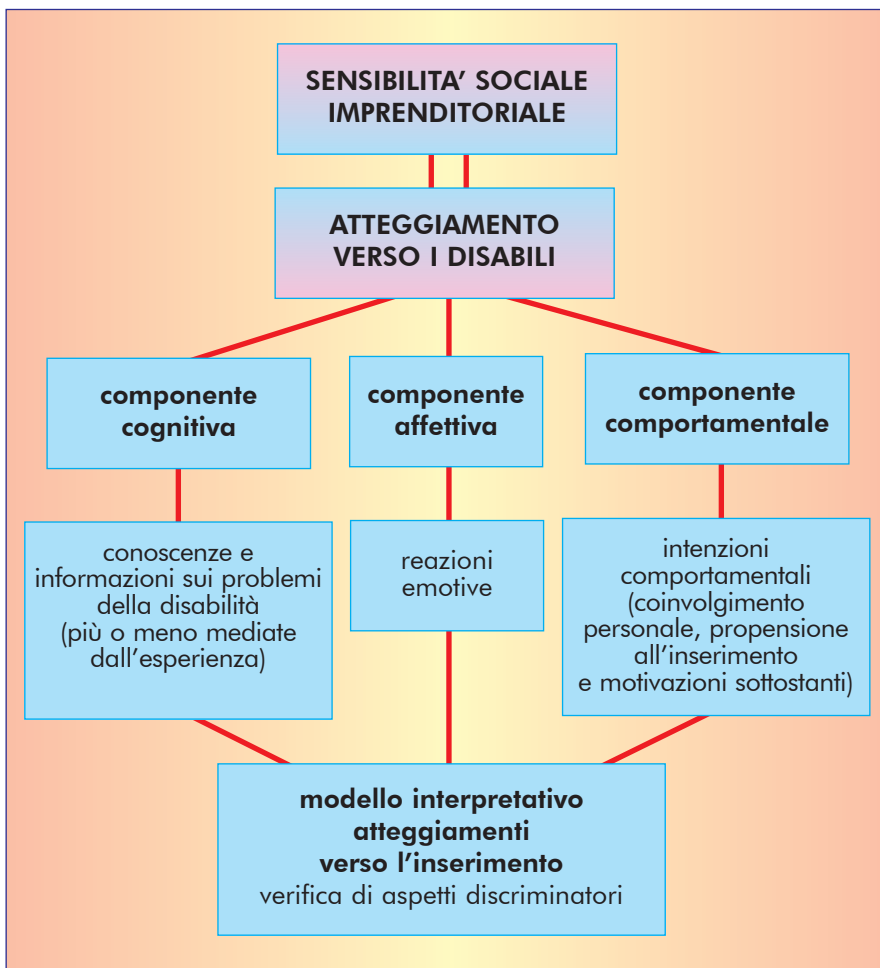 SENSIBILITA' SOCIALE
IMPRENDITORIALE
ATTEGGIAMENTO
VERSO I DISABILI
componente
cognitiva
componente
affettiva
componente
comportamentale
conoscenze e
informazioni sui problemi
della disabilità
(più o meno mediate
dall'esperienza)
reazioni
emotive
intenzioni
comportamentali
(coinvolgimento
personale, propensione
all'inserimento
e motivazioni sottostanti)
modello interpretativo
atteggiamenti
verso l'inserimento
verifica di aspetti discriminatori